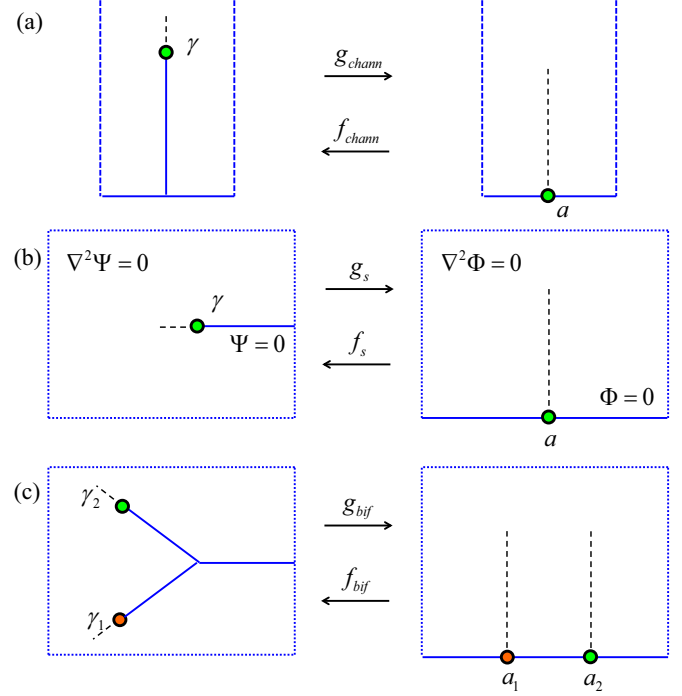 (a)
γ
g_chann
f_chann
a
(b)
∇²Ψ = 0
γ
Ψ = 0
g_s
f_s
∇²Φ = 0
Φ = 0
a
(c)
γ₂
γ₁
g_bif
f_bif
a₁ a₂